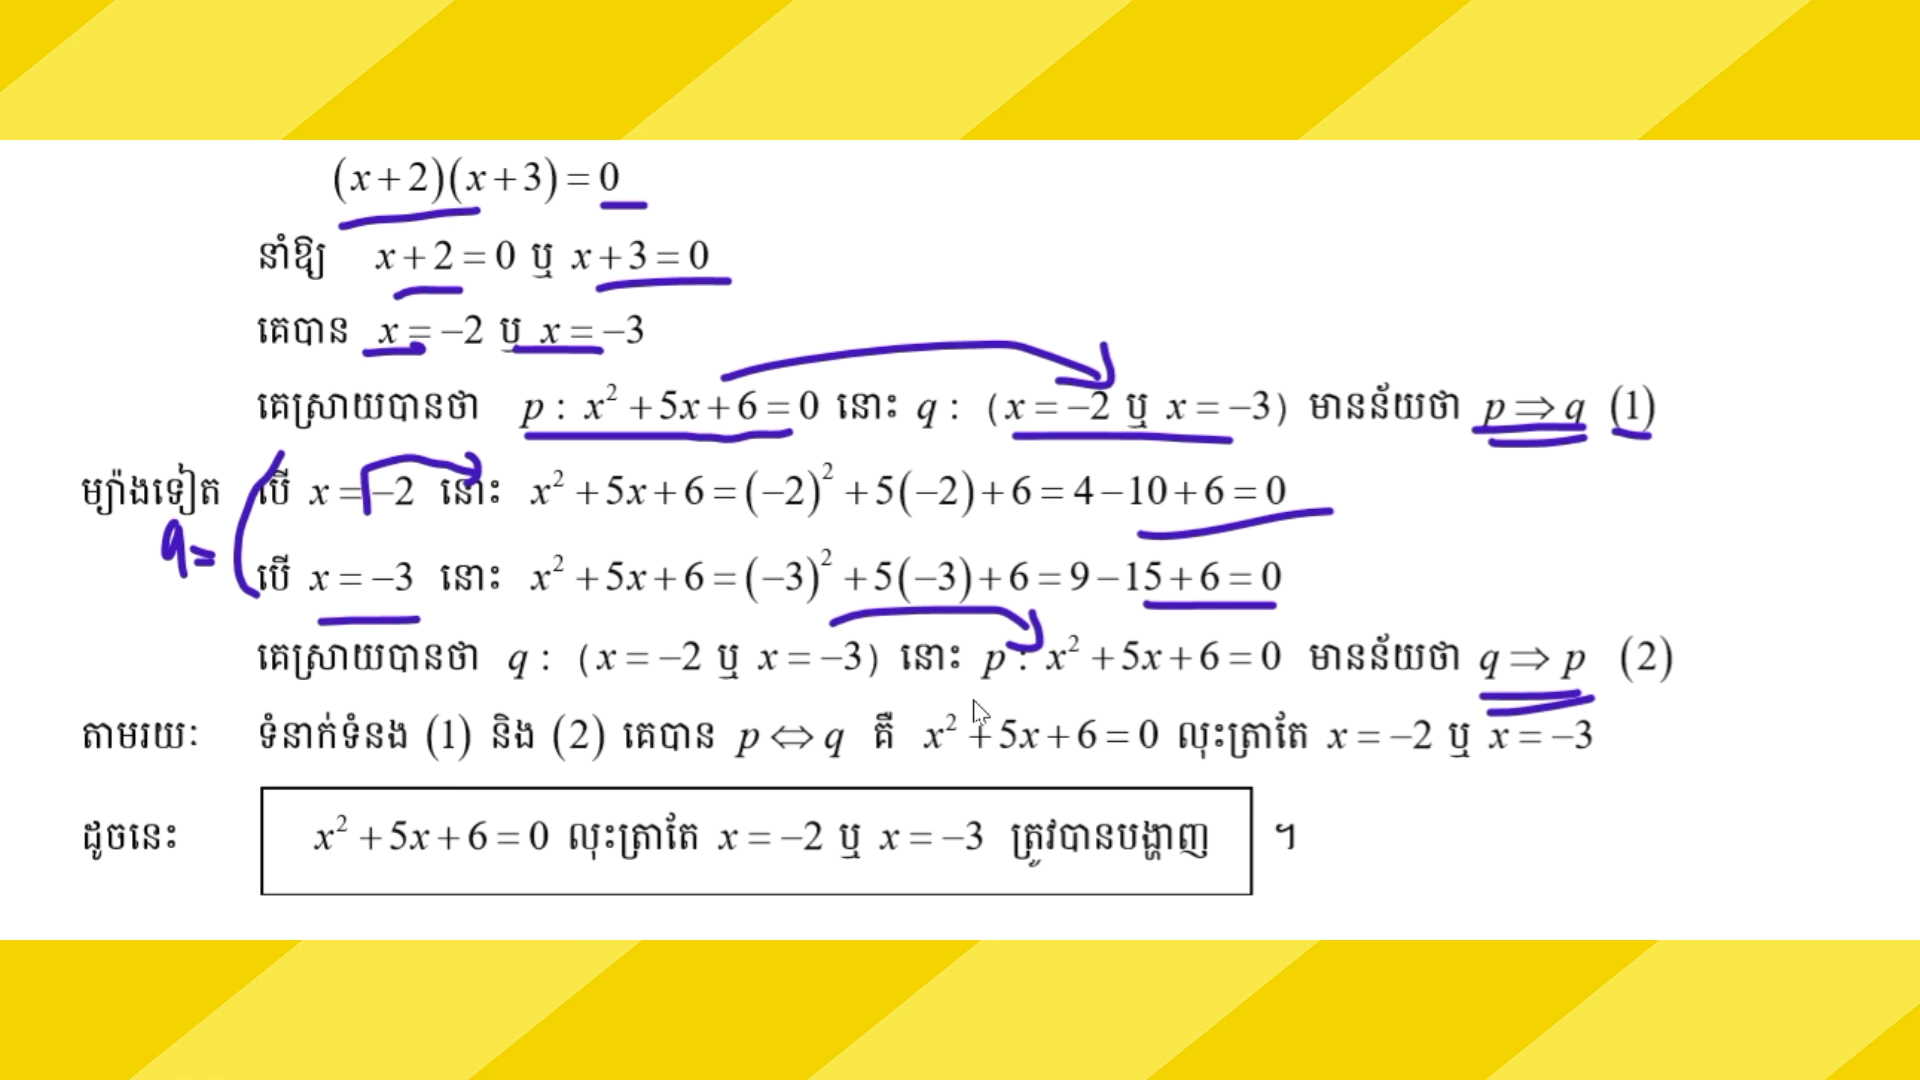 (x+2)(x+3)=0
នាំឱ្យ x+2=0 ឬ x+3=0
គេបាន x=−2 ឬ x=−3
គេស្រាយបានថា p : x²+5x+6=0 នោះ q : (x=−2 ឬ x=−3) មានន័យថា p⇒q (1)
ម្យ៉ាងទៀត បើ x=−2 នោះ x²+5x+6=(−2)²+5(−2)+6=4−10+6=0
q=
បើ x=−3 នោះ x²+5x+6=(−3)²+5(−3)+6=9−15+6=0
គេស្រាយបានថា q : (x=−2 ឬ x=−3) នោះ p : x²+5x+6=0 មានន័យថា q⇒p (2)
តាមរយៈ ទំនាក់ទំនង (1) និង (2) គេបាន p⇔q គឺ x²+5x+6=0 លុះត្រាតែ x=−2 ឬ x=−3
ដូចនេះ x²+5x+6=0 លុះត្រាតែ x=−2 ឬ x=−3 ត្រូវបានបង្ហាញ ។